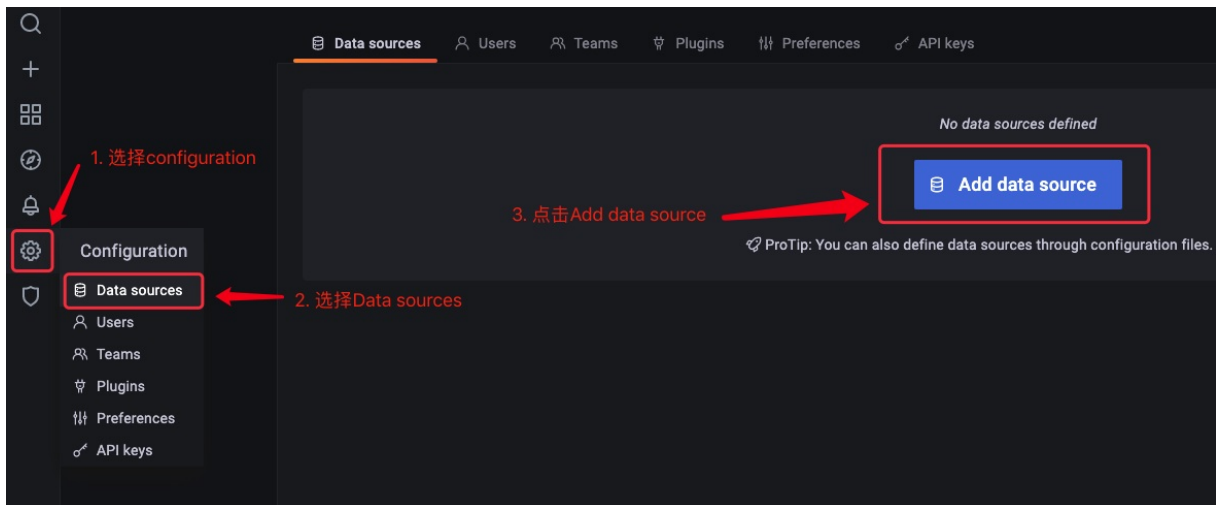 Data sources Users Teams Plugins Preferences API keys
No data sources defined
1. 选择configuration
Add data source
3. 点击Add data source
ProTip: You can also define data sources through configuration files.
Configuration
Data sources
2. 选择Data sources
Users
Teams
Plugins
Preferences
API keys